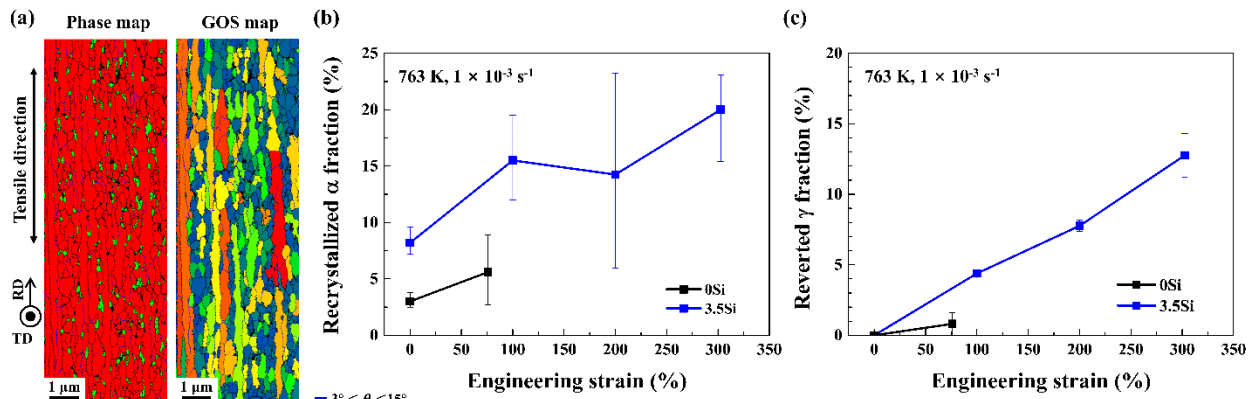 (a)
Phase map
GOS map
Tensile direction
RD
TD
1 μm
1 μm
(b)
Recrystallized α fraction (%)
25
20
15
10
5
0
763 K, 1 × 10⁻³ s⁻¹
0Si
3.5Si
0 50 100 150 200 250 300 350
Engineering strain (%)
(c)
Reverted γ fraction (%)
20
15
10
5
0
763 K, 1 × 10⁻³ s⁻¹
0Si
3.5Si
0 50 100 150 200 250 300 350
Engineering strain (%)